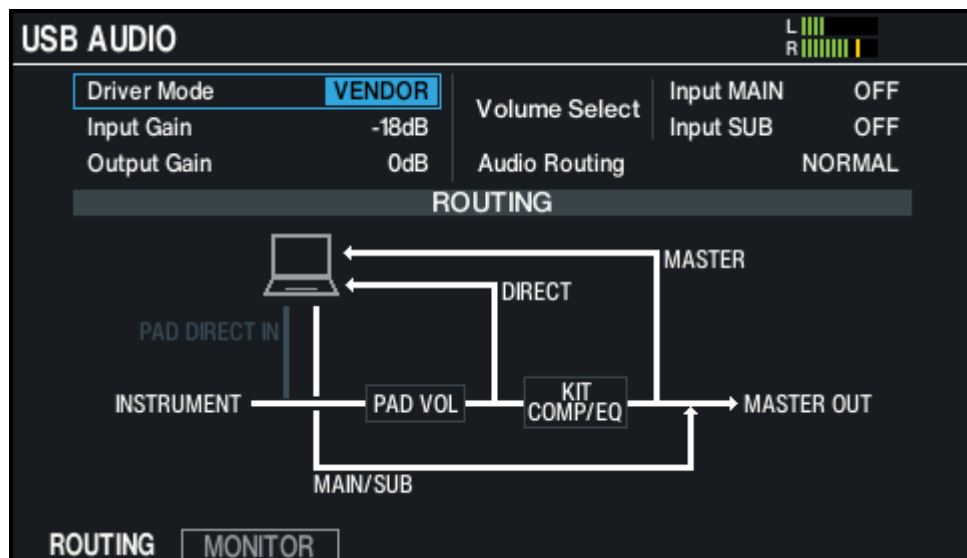 USB AUDIO
L
R
Driver Mode VENDOR
Input Gain -18dB
Output Gain 0dB
Volume Select
Input MAIN OFF
Input SUB OFF
Audio Routing NORMAL
ROUTING
MASTER
DIRECT
PAD DIRECT IN
INSTRUMENT
PAD VOL
KIT
COMP/EQ
MASTER OUT
MAIN/SUB
ROUTING MONITOR